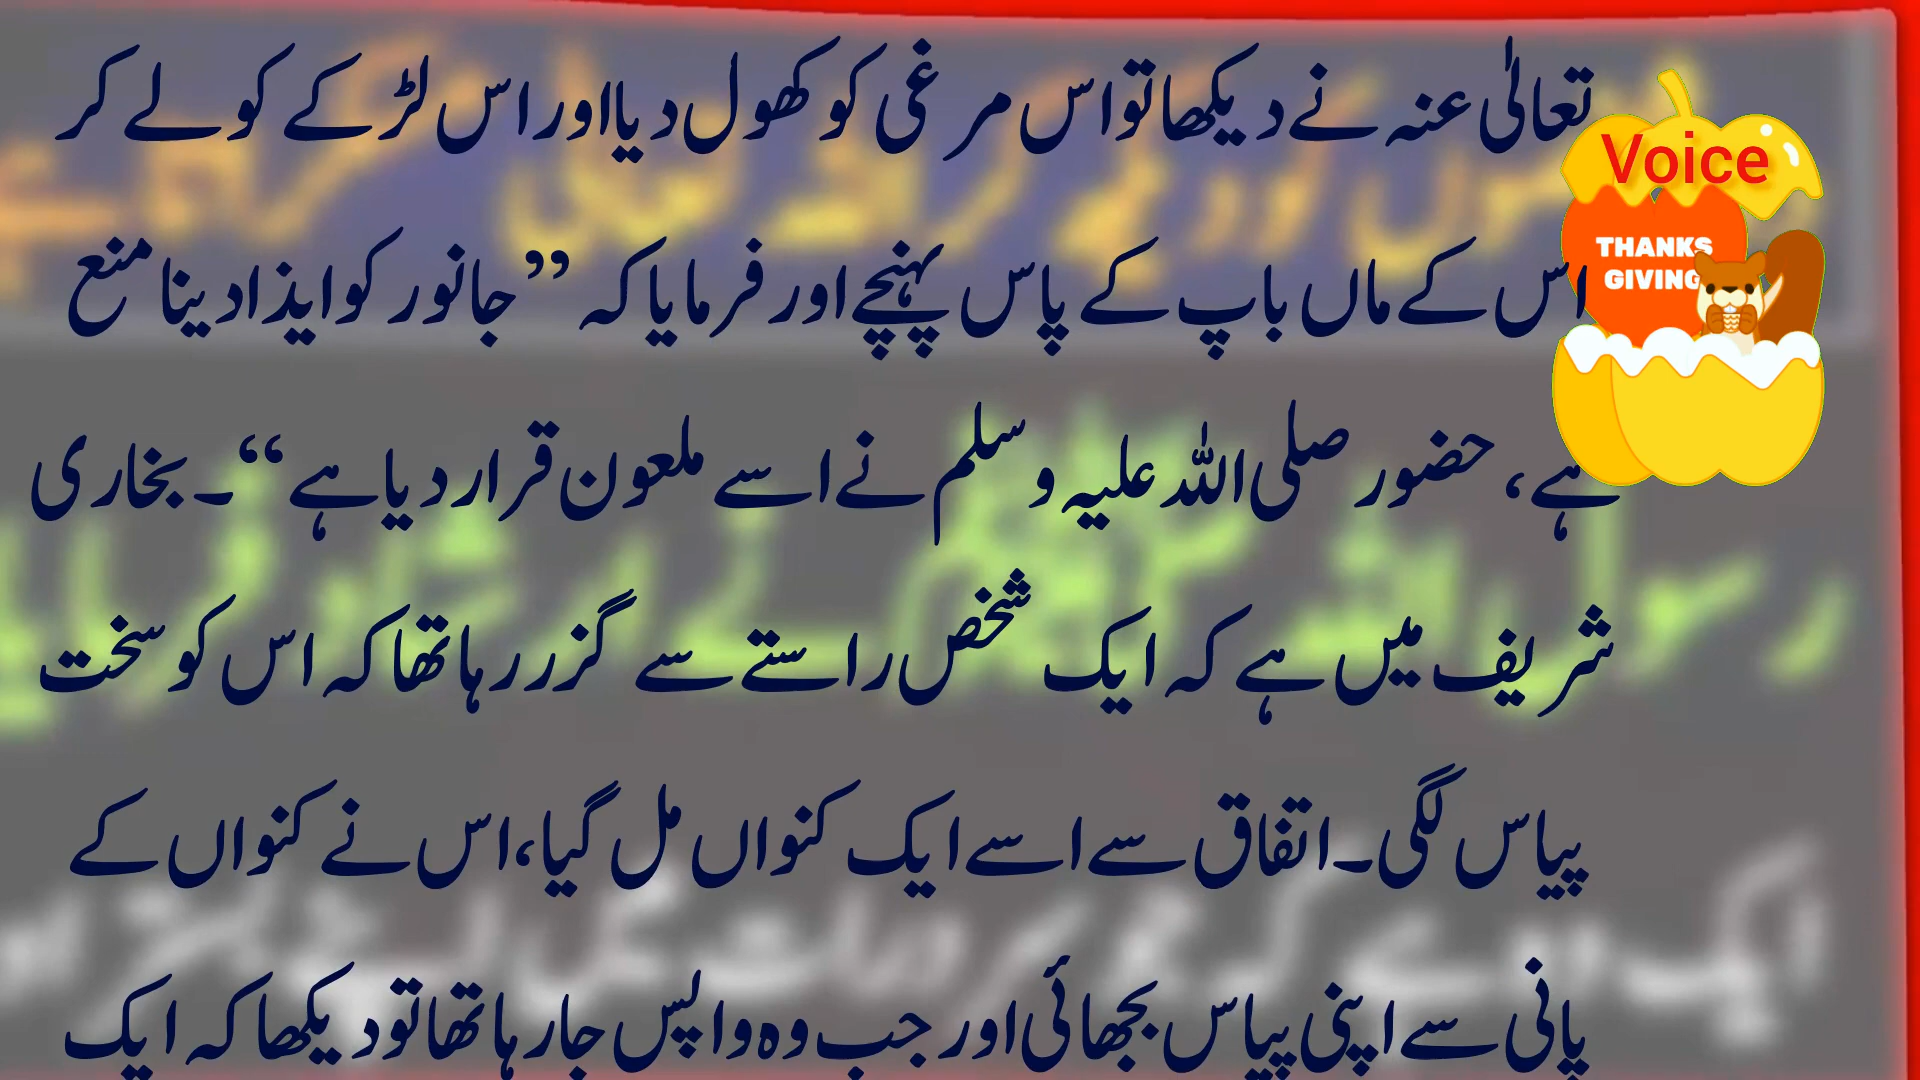 تعالیٰ عنہ نے دیکھا تو اس مرغی کو کھول دیا اور اس لڑکے کو لے کر
اس کے ماں باپ کے پاس پہنچے اور فرمایا کہ ’’جانور کو ایذا دینا منع
ہے، حضور صلی اللہ علیہ وسلم نے اسے ملعون قرار دیا ہے‘‘۔ بخاری
شریف میں ہے کہ ایک شخص راستے سے گزر رہا تھا کہ اس کو سخت
پیاس لگی۔ اتفاق سے اسے ایک کنواں مل گیا، اس نے کنواں کے
پانی سے اپنی پیاس بجھائی اور جب وہ واپس جا رہا تھا تو دیکھا کہ ایک
Voice
THANKS
GIVING